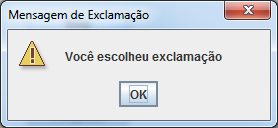 Mensagem de Exclamação
Você escolheu exclamação
OK